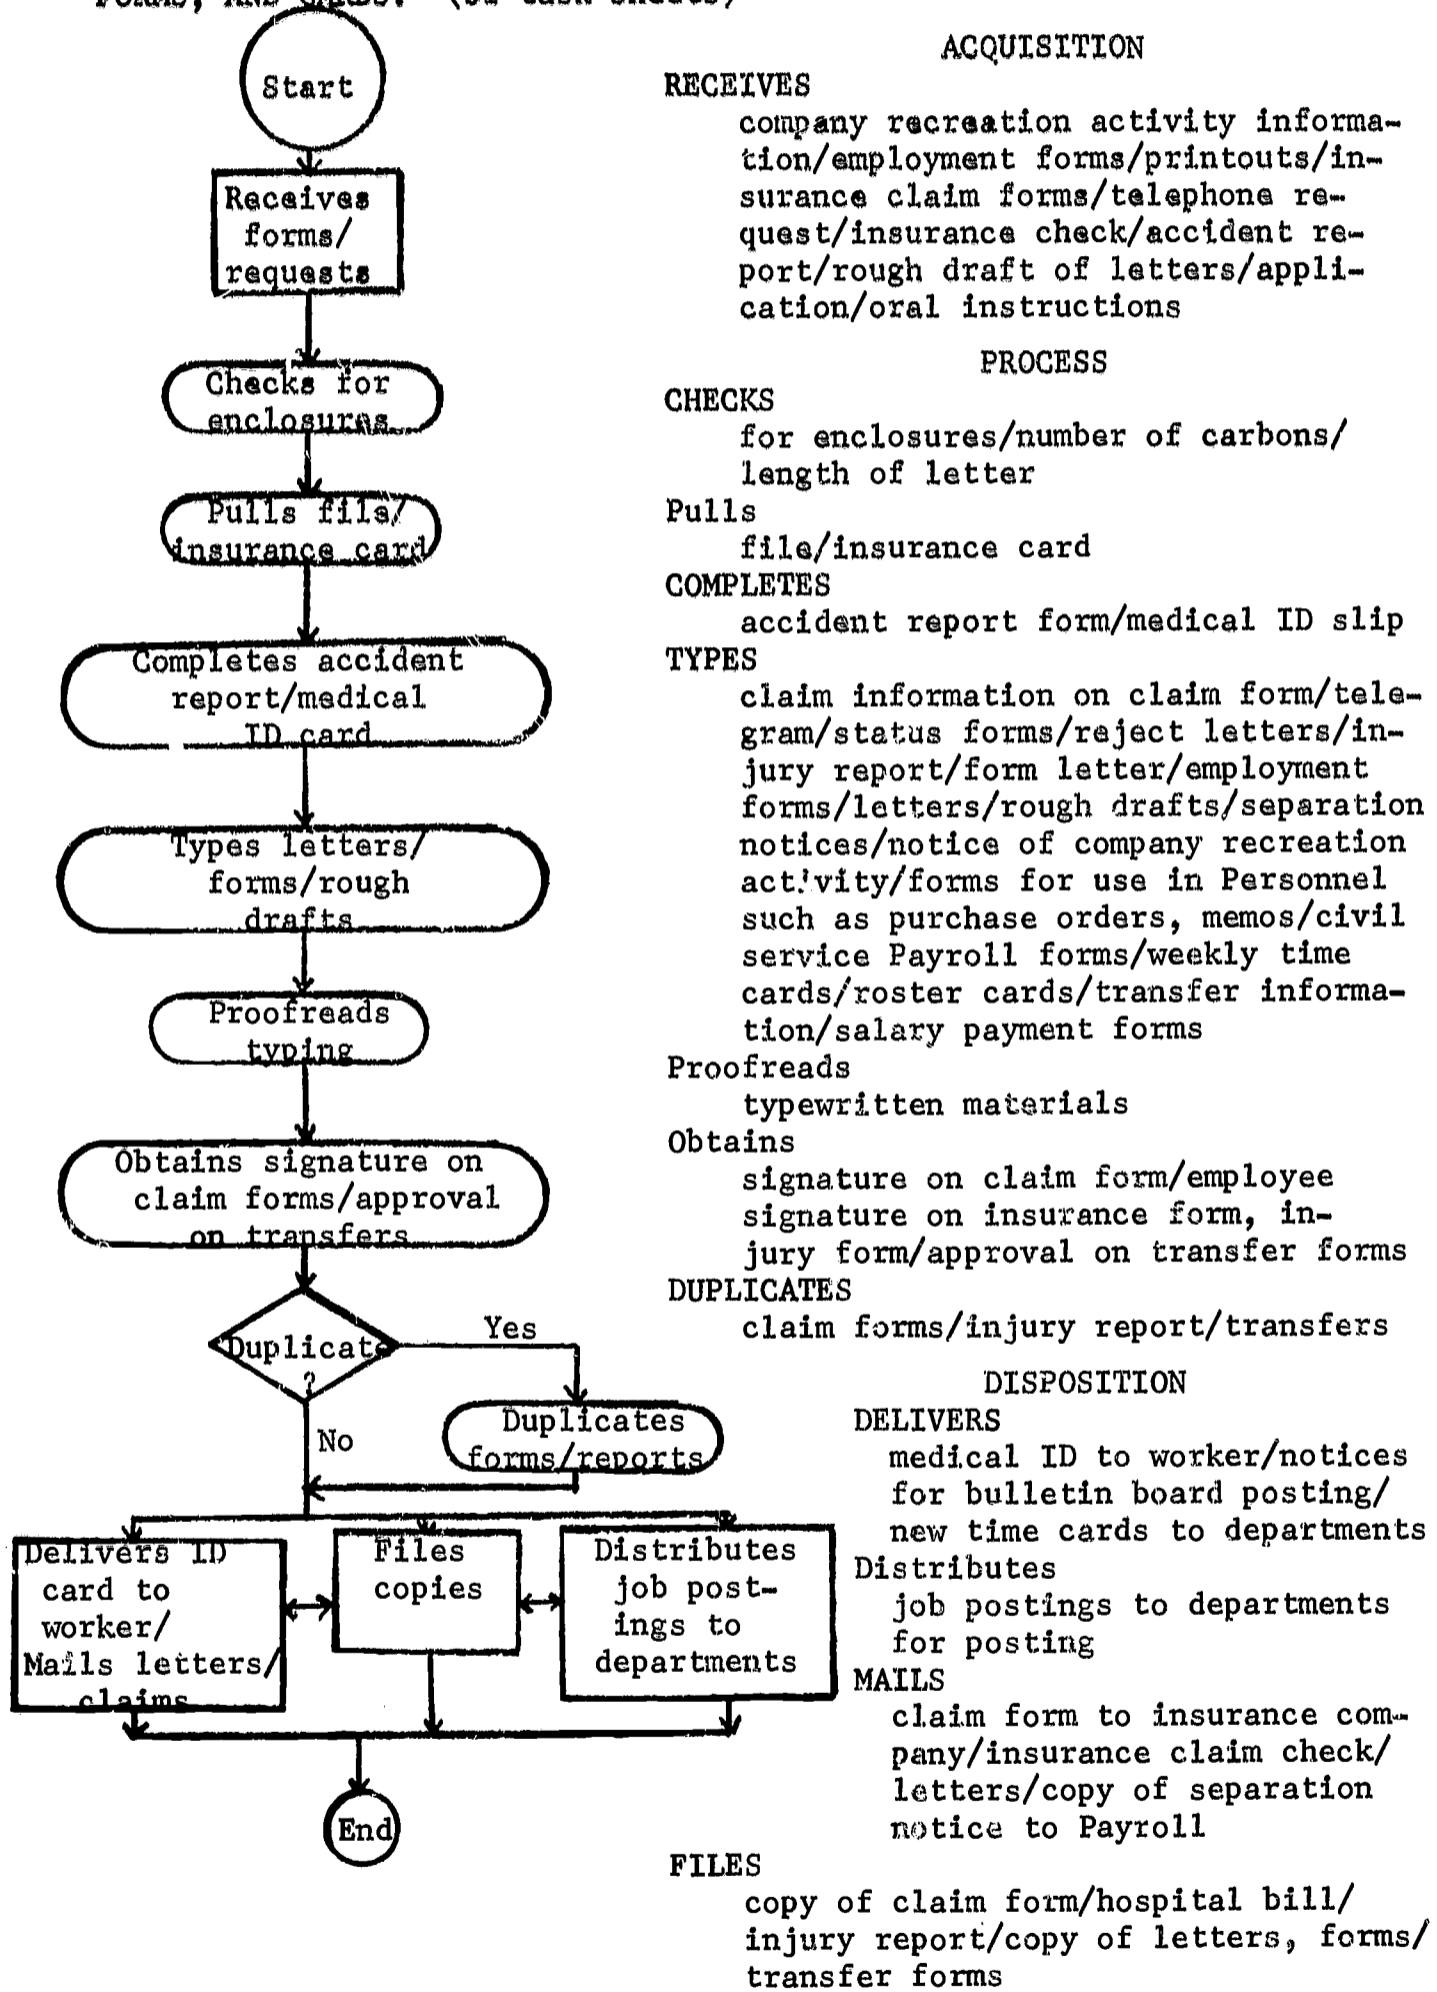 Start
Receives
forms/
requests
Checks for
enclosures
Pulls file/
insurance card
Completes accident
report/medical
ID card
Types letters/
forms/rough
drafts
Proofreads
typing
Obtains signature on
claim forms/approval
on transfers
Duplicate
?
Yes
No
Duplicates
forms/reports
Delivers ID
card to
worker/
Mails letters/
claims
Files
copies
Distributes
job post-
ings to
departments
End
ACQUISITION
RECEIVES
company recreation activity informa-
tion/employment forms/printouts/in-
surance claim forms/telephone re-
quest/insurance check/accident re-
port/rough draft of letters/appli-
cation/oral instructions
PROCESS
CHECKS
for enclosures/number of carbons/
length of letter
Pulls
file/insurance card
COMPLETES
accident report form/medical ID slip
TYPES
claim information on claim form/tele-
gram/status forms/reject letters/in-
jury report/form letter/employment
forms/letters/rough drafts/separation
notices/notice of company recreation
activity/forms for use in Personnel
such as purchase orders, memos/civil
service Payroll forms/weekly time
cards/roster cards/transfer informa-
tion/salary payment forms
Proofreads
typewritten materials
Obtains
signature on claim form/employee
signature on insurance form, in-
jury form/approval on transfer forms
DUPLICATES
claim forms/injury report/transfers
DISPOSITION
DELIVERS
medical ID to worker/notices
for bulletin board posting/
new time cards to departments
Distributes
job postings to departments
for posting
MAILS
claim form to insurance com-
pany/insurance claim check/
letters/copy of separation
notice to Payroll
FILES
copy of claim form/hospital bill/
injury report/copy of letters, forms/
transfer forms